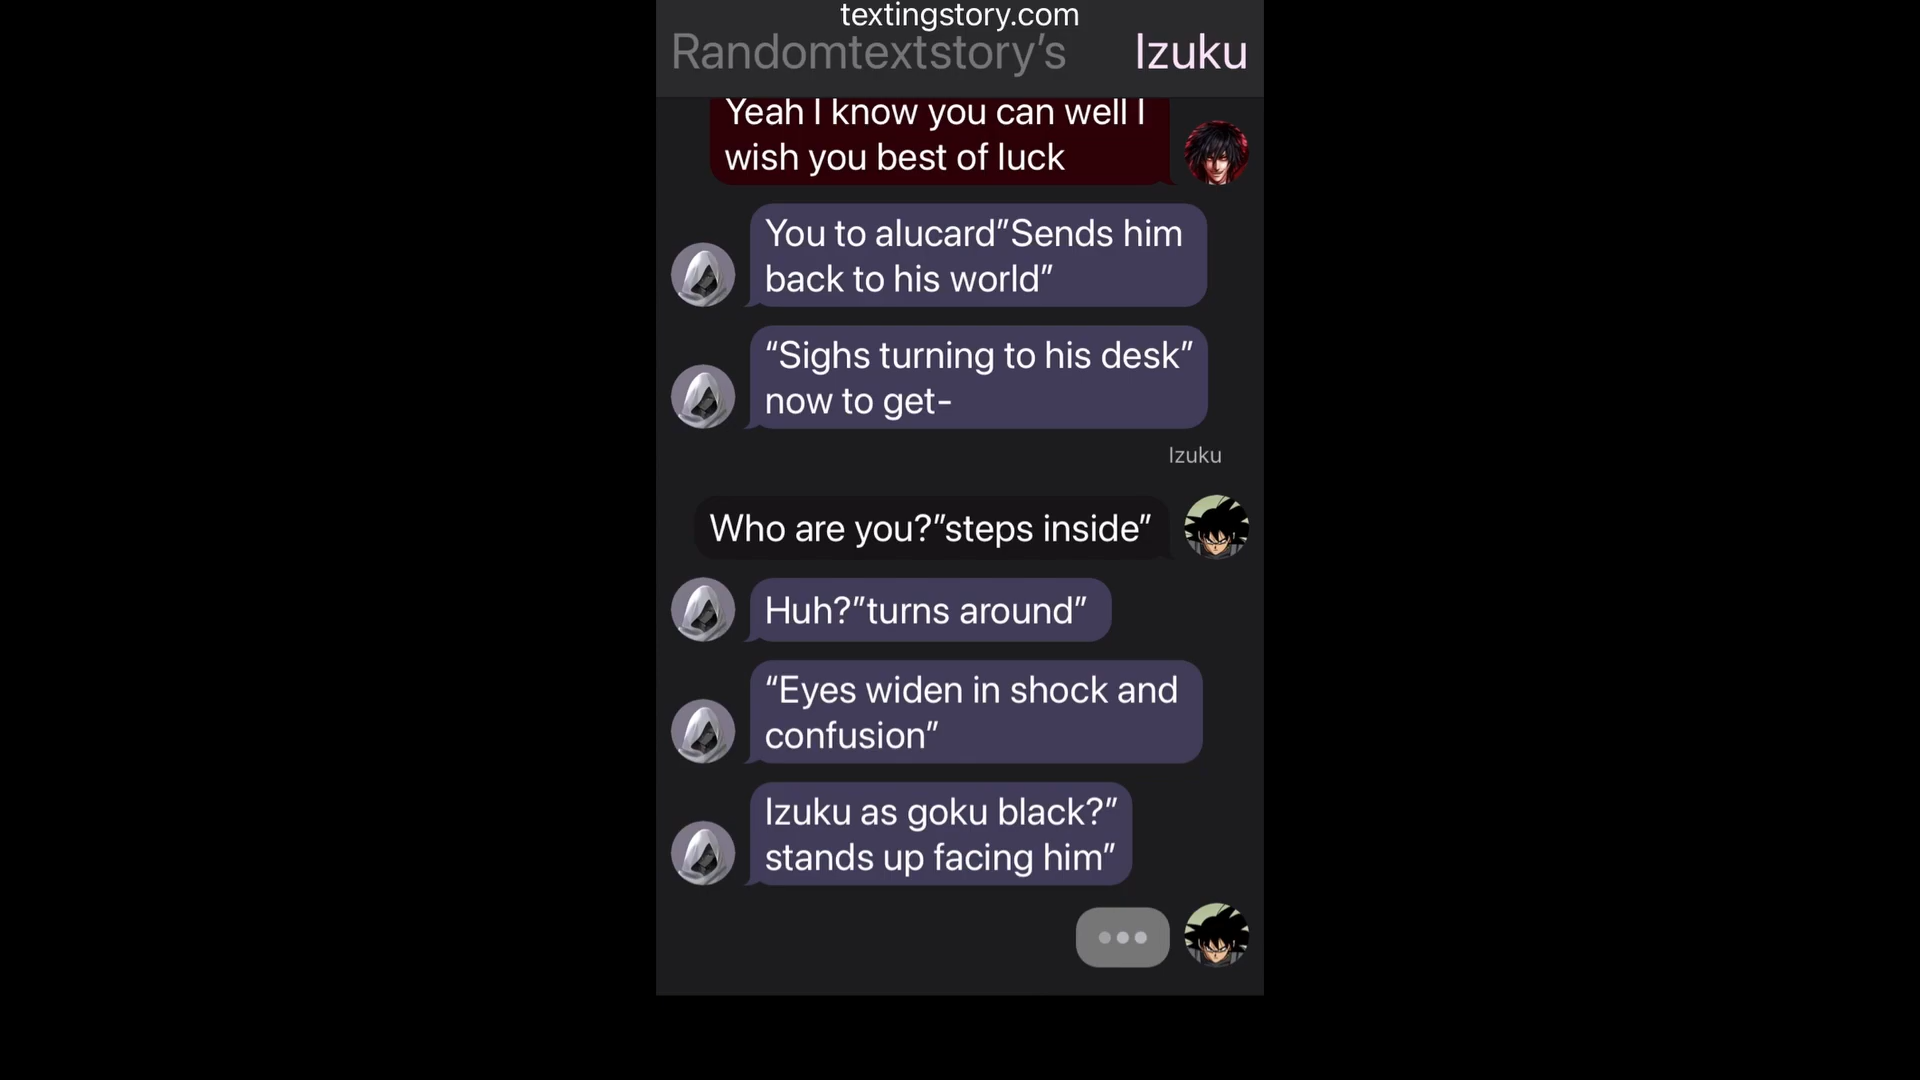 textingstory.com
Randomtextstory’s Izuku
Yeah I know you can well I
wish you best of luck
You to alucard”Sends him
back to his world”
“Sighs turning to his desk”
now to get-
Izuku
Who are you?”steps inside”
Huh?”turns around”
“Eyes widen in shock and
confusion”
Izuku as goku black?”
stands up facing him”